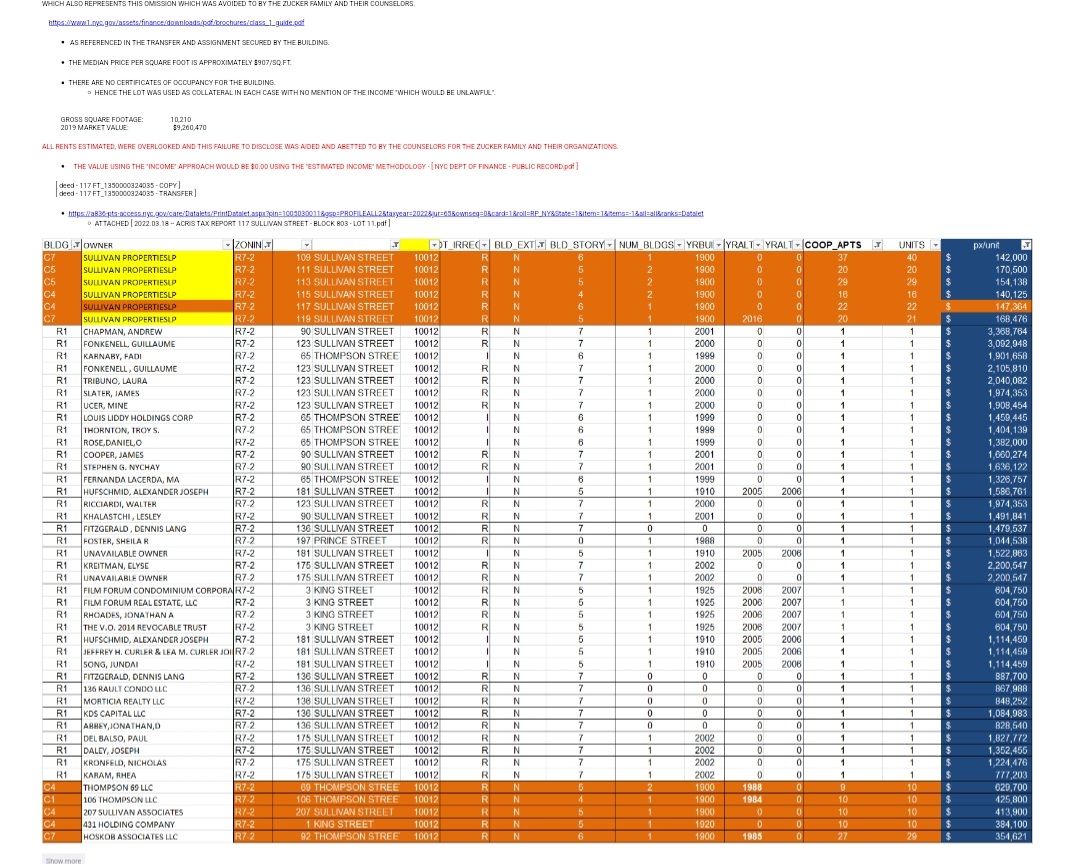 WHICH ALSO REPRESENTS THIS OMISSION WHICH WAS AVOIDED TO BY THE ZUCKER FAMILY AND THEIR COUNSELORS.
https://www1.nyc.gov/assets/finance/downloads/pdf/brochures/class_1_guide.pdf
• AS REFERENCED IN THE TRANSFER AND ASSIGNMENT SECURED BY THE BUILDING.
• THE MEDIAN PRICE PER SQUARE FOOT IS APPROXIMATELY $907/SQ.FT.
• THERE ARE NO CERTIFICATES OF OCCUPANCY FOR THE BUILDING.
○ HENCE THE LOT WAS USED AS COLLATERAL IN EACH CASE WITH NO MENTION OF THE INCOME "WHICH WOULD BE UNLAWFUL".
GROSS SQUARE FOOTAGE: 10,210
2019 MARKET VALUE: $9,260,470
ALL RENTS ESTIMATED, WERE OVERLOOKED AND THIS FAILURE TO DISCLOSE WAS AIDED AND ABETTED TO BY THE COUNSELORS FOR THE ZUCKER FAMILY AND THEIR ORGANIZATIONS.
• THE VALUE USING THE "INCOME" APPROACH WOULD BE $0.00 USING THE "ESTIMATED INCOME" METHODOLOGY - [ NYC DEPT OF FINANCE - PUBLIC RECORD.pdf ]
[ deed - 117 FT_1350000324035 - COPY ]
[ deed - 117 FT_1350000324035 - TRANSFER ]
• https://a836-pts-access.nyc.gov/care/Datalets/PrintDatalet.aspx?pin=1005030011&gsp=PROFILEALL2&taxyear=2022&jur=65&ownseq=0&card=1&roll=RP_NY&State=1&item=1&items=-1&all=all&ranks=Datalet
○ ATTACHED [ 2022.03.18 – ACRIS TAX REPORT 117 SULLIVAN STREET - BLOCK 803 - LOT 11.pdf ]
BLDG OWNER ZONIN OT_IRREG BLD_EXT BLD_STORY NUM_BLDGS YRBUI YRALT YRALT COOP_APTS UNITS px/unit
C7 SULLIVAN PROPERTIESLP R7-2 109 SULLIVAN STREET 10012 R N 6 1 1900 0 0 37 40 $ 142,000
C5 SULLIVAN PROPERTIESLP R7-2 111 SULLIVAN STREET 10012 R N 5 2 1900 0 0 20 20 $ 170,500
C5 SULLIVAN PROPERTIESLP R7-2 113 SULLIVAN STREET 10012 R N 5 2 1900 0 0 29 29 $ 154,138
C4 SULLIVAN PROPERTIESLP R7-2 115 SULLIVAN STREET 10012 R N 4 2 1900 0 0 16 16 $ 140,125
C4 SULLIVAN PROPERTIESLP R7-2 117 SULLIVAN STREET 10012 R N 6 1 1900 0 0 22 22 $ 147,364
C7 SULLIVAN PROPERTIESLP R7-2 119 SULLIVAN STREET 10012 R N 5 1 1900 2016 0 20 21 $ 168,476
R1 CHAPMAN, ANDREW R7-2 90 SULLIVAN STREET 10012 R N 7 1 2001 0 0 1 1 $ 3,368,764
R1 FONKENELL, GUILLAUME R7-2 123 SULLIVAN STREET 10012 R N 7 1 2000 0 0 1 1 $ 3,092,948
R1 KARNABY, FADI R7-2 65 THOMPSON STREE 10012 I N 6 1 1999 0 0 1 1 $ 1,901,658
R1 FONKENELL , GUILLAUME R7-2 123 SULLIVAN STREET 10012 R N 7 1 2000 0 0 1 1 $ 2,105,810
R1 TRIBUNO, LAURA R7-2 123 SULLIVAN STREET 10012 R N 7 1 2000 0 0 1 1 $ 2,040,082
R1 SLATER, JAMES R7-2 123 SULLIVAN STREET 10012 R N 7 1 2000 0 0 1 1 $ 1,974,353
R1 UCER, MINE R7-2 123 SULLIVAN STREET 10012 R N 7 1 2000 0 0 1 1 $ 1,908,454
R1 LOUIS LIDDY HOLDINGS CORP R7-2 65 THOMPSON STREE 10012 I N 6 1 1999 0 0 1 1 $ 1,459,445
R1 THORNTON, TROY S. R7-2 65 THOMPSON STREE 10012 I N 6 1 1999 0 0 1 1 $ 1,404,139
R1 ROSE,DANIEL,O R7-2 65 THOMPSON STREE 10012 I N 6 1 1999 0 0 1 1 $ 1,382,000
R1 COOPER, JAMES R7-2 90 SULLIVAN STREET 10012 R N 7 1 2001 0 0 1 1 $ 1,660,274
R1 STEPHEN G. NYCHAY R7-2 90 SULLIVAN STREET 10012 R N 7 1 2001 0 0 1 1 $ 1,636,122
R1 FERNANDA LACERDA, MA R7-2 65 THOMPSON STREE 10012 I N 6 1 1999 0 0 1 1 $ 1,326,757
R1 HUFSCHMID, ALEXANDER JOSEPH R7-2 181 SULLIVAN STREET 10012 I N 5 1 1910 2005 2006 1 1 $ 1,586,761
R1 RICCIARDI, WALTER R7-2 123 SULLIVAN STREET 10012 R N 7 1 2000 0 0 1 1 $ 1,974,353
R1 KHALASTCHI , LESLEY R7-2 90 SULLIVAN STREET 10012 R N 7 1 2001 0 0 1 1 $ 1,491,841
R1 FITZGERALD , DENNIS LANG R7-2 136 SULLIVAN STREET 10012 R N 7 0 0 0 0 1 1 $ 1,479,537
R1 FOSTER, SHEILA R R7-2 197 PRINCE STREET 10012 R N 0 1 1988 0 0 1 1 $ 1,044,538
R1 UNAVAILABLE OWNER R7-2 181 SULLIVAN STREET 10012 I N 5 1 1910 2005 2006 1 1 $ 1,522,863
R1 KREITMAN, ELYSE R7-2 175 SULLIVAN STREET 10012 R N 7 1 2002 0 0 1 1 $ 2,200,547
R1 UNAVAILABLE OWNER R7-2 175 SULLIVAN STREET 10012 R N 7 1 2002 0 0 1 1 $ 2,200,547
R1 FILM FORUM CONDOMINIUM CORPORA R7-2 3 KING STREET 10012 R N 5 1 1925 2006 2007 1 1 $ 604,750
R1 FILM FORUM REAL ESTATE, LLC R7-2 3 KING STREET 10012 R N 5 1 1925 2006 2007 1 1 $ 604,750
R1 RHOADES, JONATHAN A R7-2 3 KING STREET 10012 R N 5 1 1925 2006 2007 1 1 $ 604,750
R1 THE V.O. 2014 REVOCABLE TRUST R7-2 3 KING STREET 10012 R N 5 1 1925 2006 2007 1 1 $ 604,750
R1 HUFSCHMID, ALEXANDER JOSEPH R7-2 181 SULLIVAN STREET 10012 I N 5 1 1910 2005 2006 1 1 $ 1,114,459
R1 JEFFREY H. CURLER & LEA M. CURLER JOI R7-2 181 SULLIVAN STREET 10012 I N 5 1 1910 2005 2006 1 1 $ 1,114,459
R1 SONG, JUNDAI R7-2 181 SULLIVAN STREET 10012 I N 5 1 1910 2005 2006 1 1 $ 1,114,459
R1 FITZGERALD, DENNIS LANG R7-2 136 SULLIVAN STREET 10012 R N 7 0 0 0 0 1 1 $ 887,700
R1 136 RAULT CONDO LLC R7-2 136 SULLIVAN STREET 10012 R N 7 0 0 0 0 1 1 $ 867,988
R1 MORTICIA REALTY LLC R7-2 136 SULLIVAN STREET 10012 R N 7 0 0 0 0 1 1 $ 848,252
R1 KDS CAPITAL LLC R7-2 136 SULLIVAN STREET 10012 R N 7 0 0 0 0 1 1 $ 1,084,983
R1 ABBEY,JONATHAN,D R7-2 136 SULLIVAN STREET 10012 R N 7 0 0 0 0 1 1 $ 828,540
R1 DEL BALSO, PAUL R7-2 175 SULLIVAN STREET 10012 R N 7 1 2002 0 0 1 1 $ 1,827,772
R1 DALEY, JOSEPH R7-2 175 SULLIVAN STREET 10012 R N 7 1 2002 0 0 1 1 $ 1,352,455
R1 KRONFELD, NICHOLAS R7-2 175 SULLIVAN STREET 10012 R N 7 1 2002 0 0 1 1 $ 1,224,476
R1 KARAM, RHEA R7-2 175 SULLIVAN STREET 10012 R N 7 1 2002 0 0 1 1 $ 777,203
C4 THOMPSON 69 LLC R7-2 69 THOMPSON STREE 10012 R N 5 2 1900 1988 0 9 10 $ 629,700
C1 106 THOMPSON LLC R7-2 106 THOMPSON STREE 10012 R N 4 1 1900 1984 0 10 10 $ 425,800
C4 207 SULLIVAN ASSOCIATES R7-2 207 SULLIVAN STREET 10012 R N 5 1 1900 0 0 10 10 $ 413,900
C4 431 HOLDING COMPANY R7-2 1 KING STREET 10012 R N 5 1 1920 0 0 10 10 $ 384,100
C7 HOSKOB ASSOCIATES LLC R7-2 92 THOMPSON STREE 10012 R N 6 1 1900 1985 0 27 29 $ 354,621
Show more